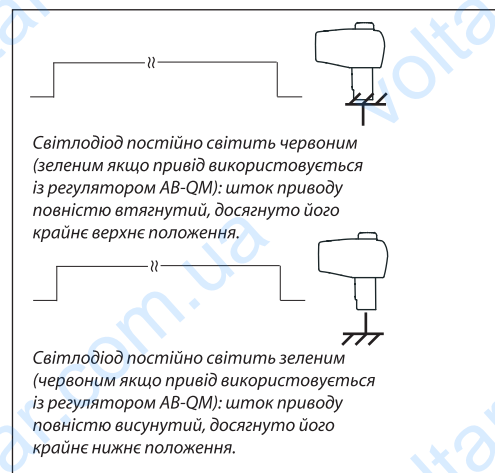 Світлодіод постійно світить червоним
(зеленим якщо привід використовується
із регулятором AB-QM): шток приводу
повністю втягнутий, досягнуто його
крайнє верхнє положення.
Світлодіод постійно світить зеленим
(червоним якщо привід використовується
із регулятором AB-QM): шток приводу
повністю висунутий, досягнуто його
крайнє нижнє положення.